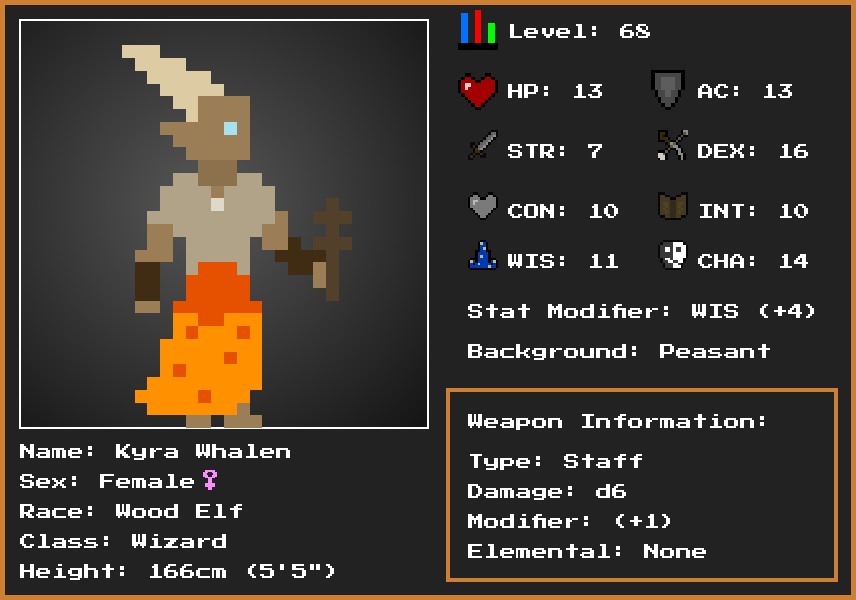 Level: 68
HP: 13 AC: 13
STR: 7 DEX: 16
CON: 10 INT: 10
WIS: 11 CHA: 14
Stat Modifier: WIS (+4)
Background: Peasant
Weapon Information:
Type: Staff
Damage: d6
Modifier: (+1)
Elemental: None
Name: Kyra Whalen
Sex: Female♀
Race: Wood Elf
Class: Wizard
Height: 166cm (5'5")